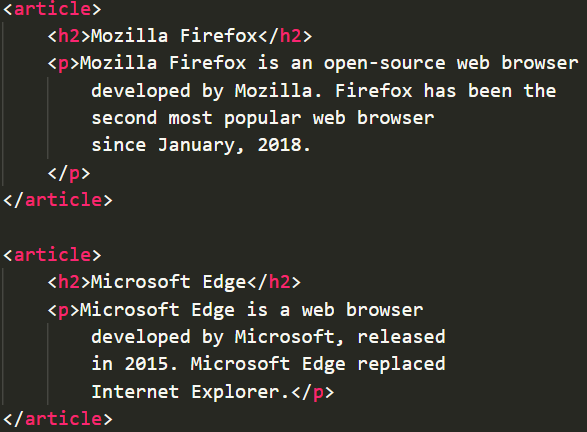 <article>
<h2>Mozilla Firefox</h2>
<p>Mozilla Firefox is an open-source web browser
developed by Mozilla. Firefox has been the
second most popular web browser
since January, 2018.
</p>
</article>
<article>
<h2>Microsoft Edge</h2>
<p>Microsoft Edge is a web browser
developed by Microsoft, released
in 2015. Microsoft Edge replaced
Internet Explorer.</p>
</article>